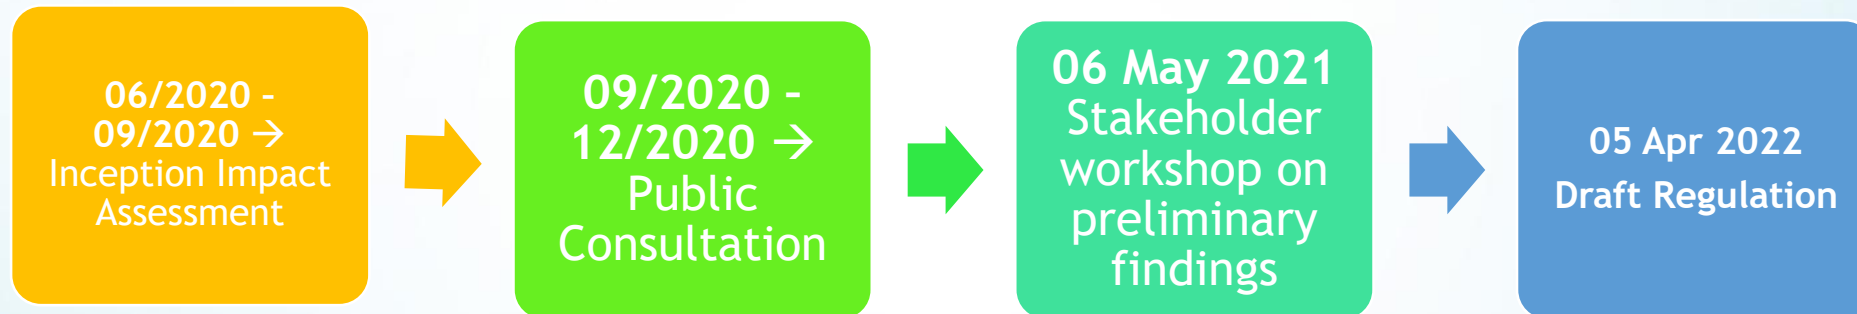 06/2020 –
09/2020 →
Inception Impact
Assessment
09/2020 –
12/2020 →
Public
Consultation
06 May 2021
Stakeholder
workshop on
preliminary
findings
05 Apr 2022
Draft Regulation